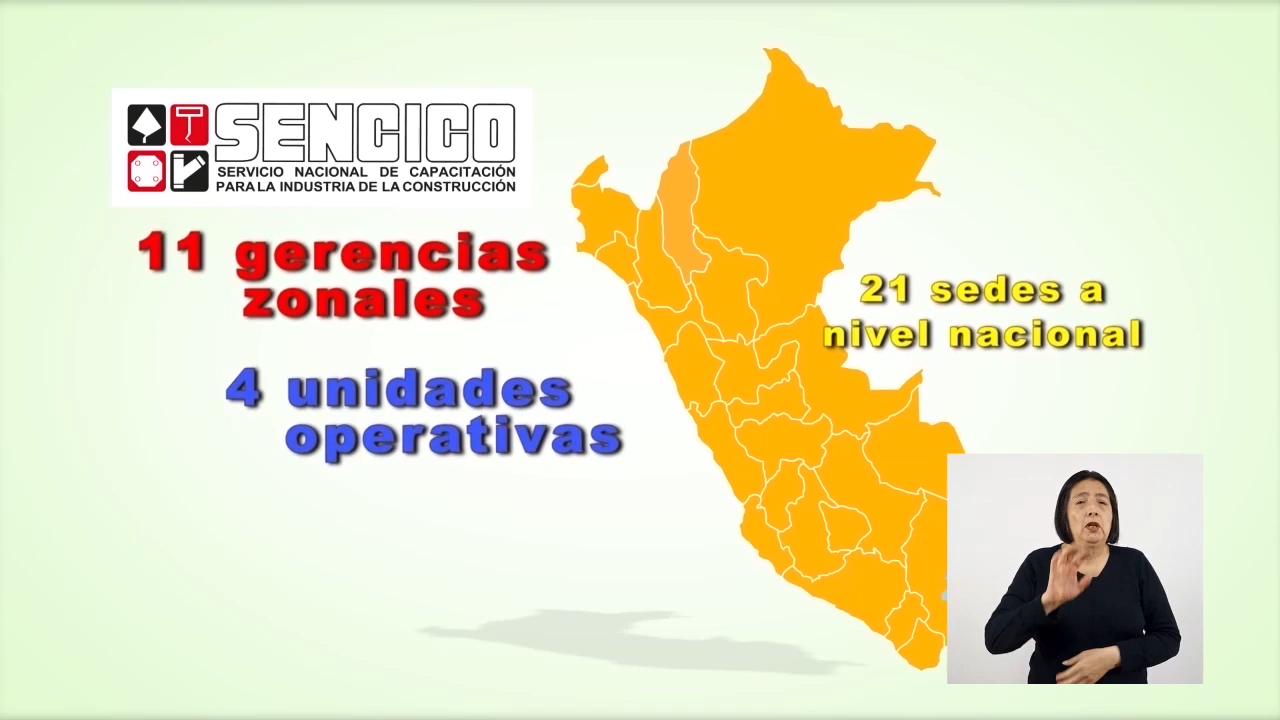 SENCICO
SERVICIO NACIONAL DE CAPACITACIÓN
PARA LA INDUSTRIA DE LA CONSTRUCCIÓN
11 gerencias
zonales
4 unidades
operativas
21 sedes a
nivel nacional